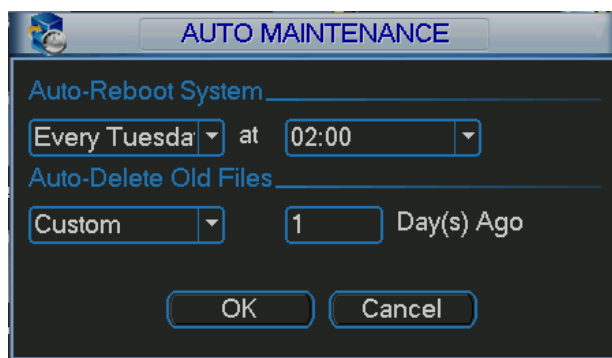 AUTO MAINTENANCE
Auto-Reboot System
Every Tuesda at 02:00
Auto-Delete Old Files
Custom 1 Day(s) Ago
OK Cancel